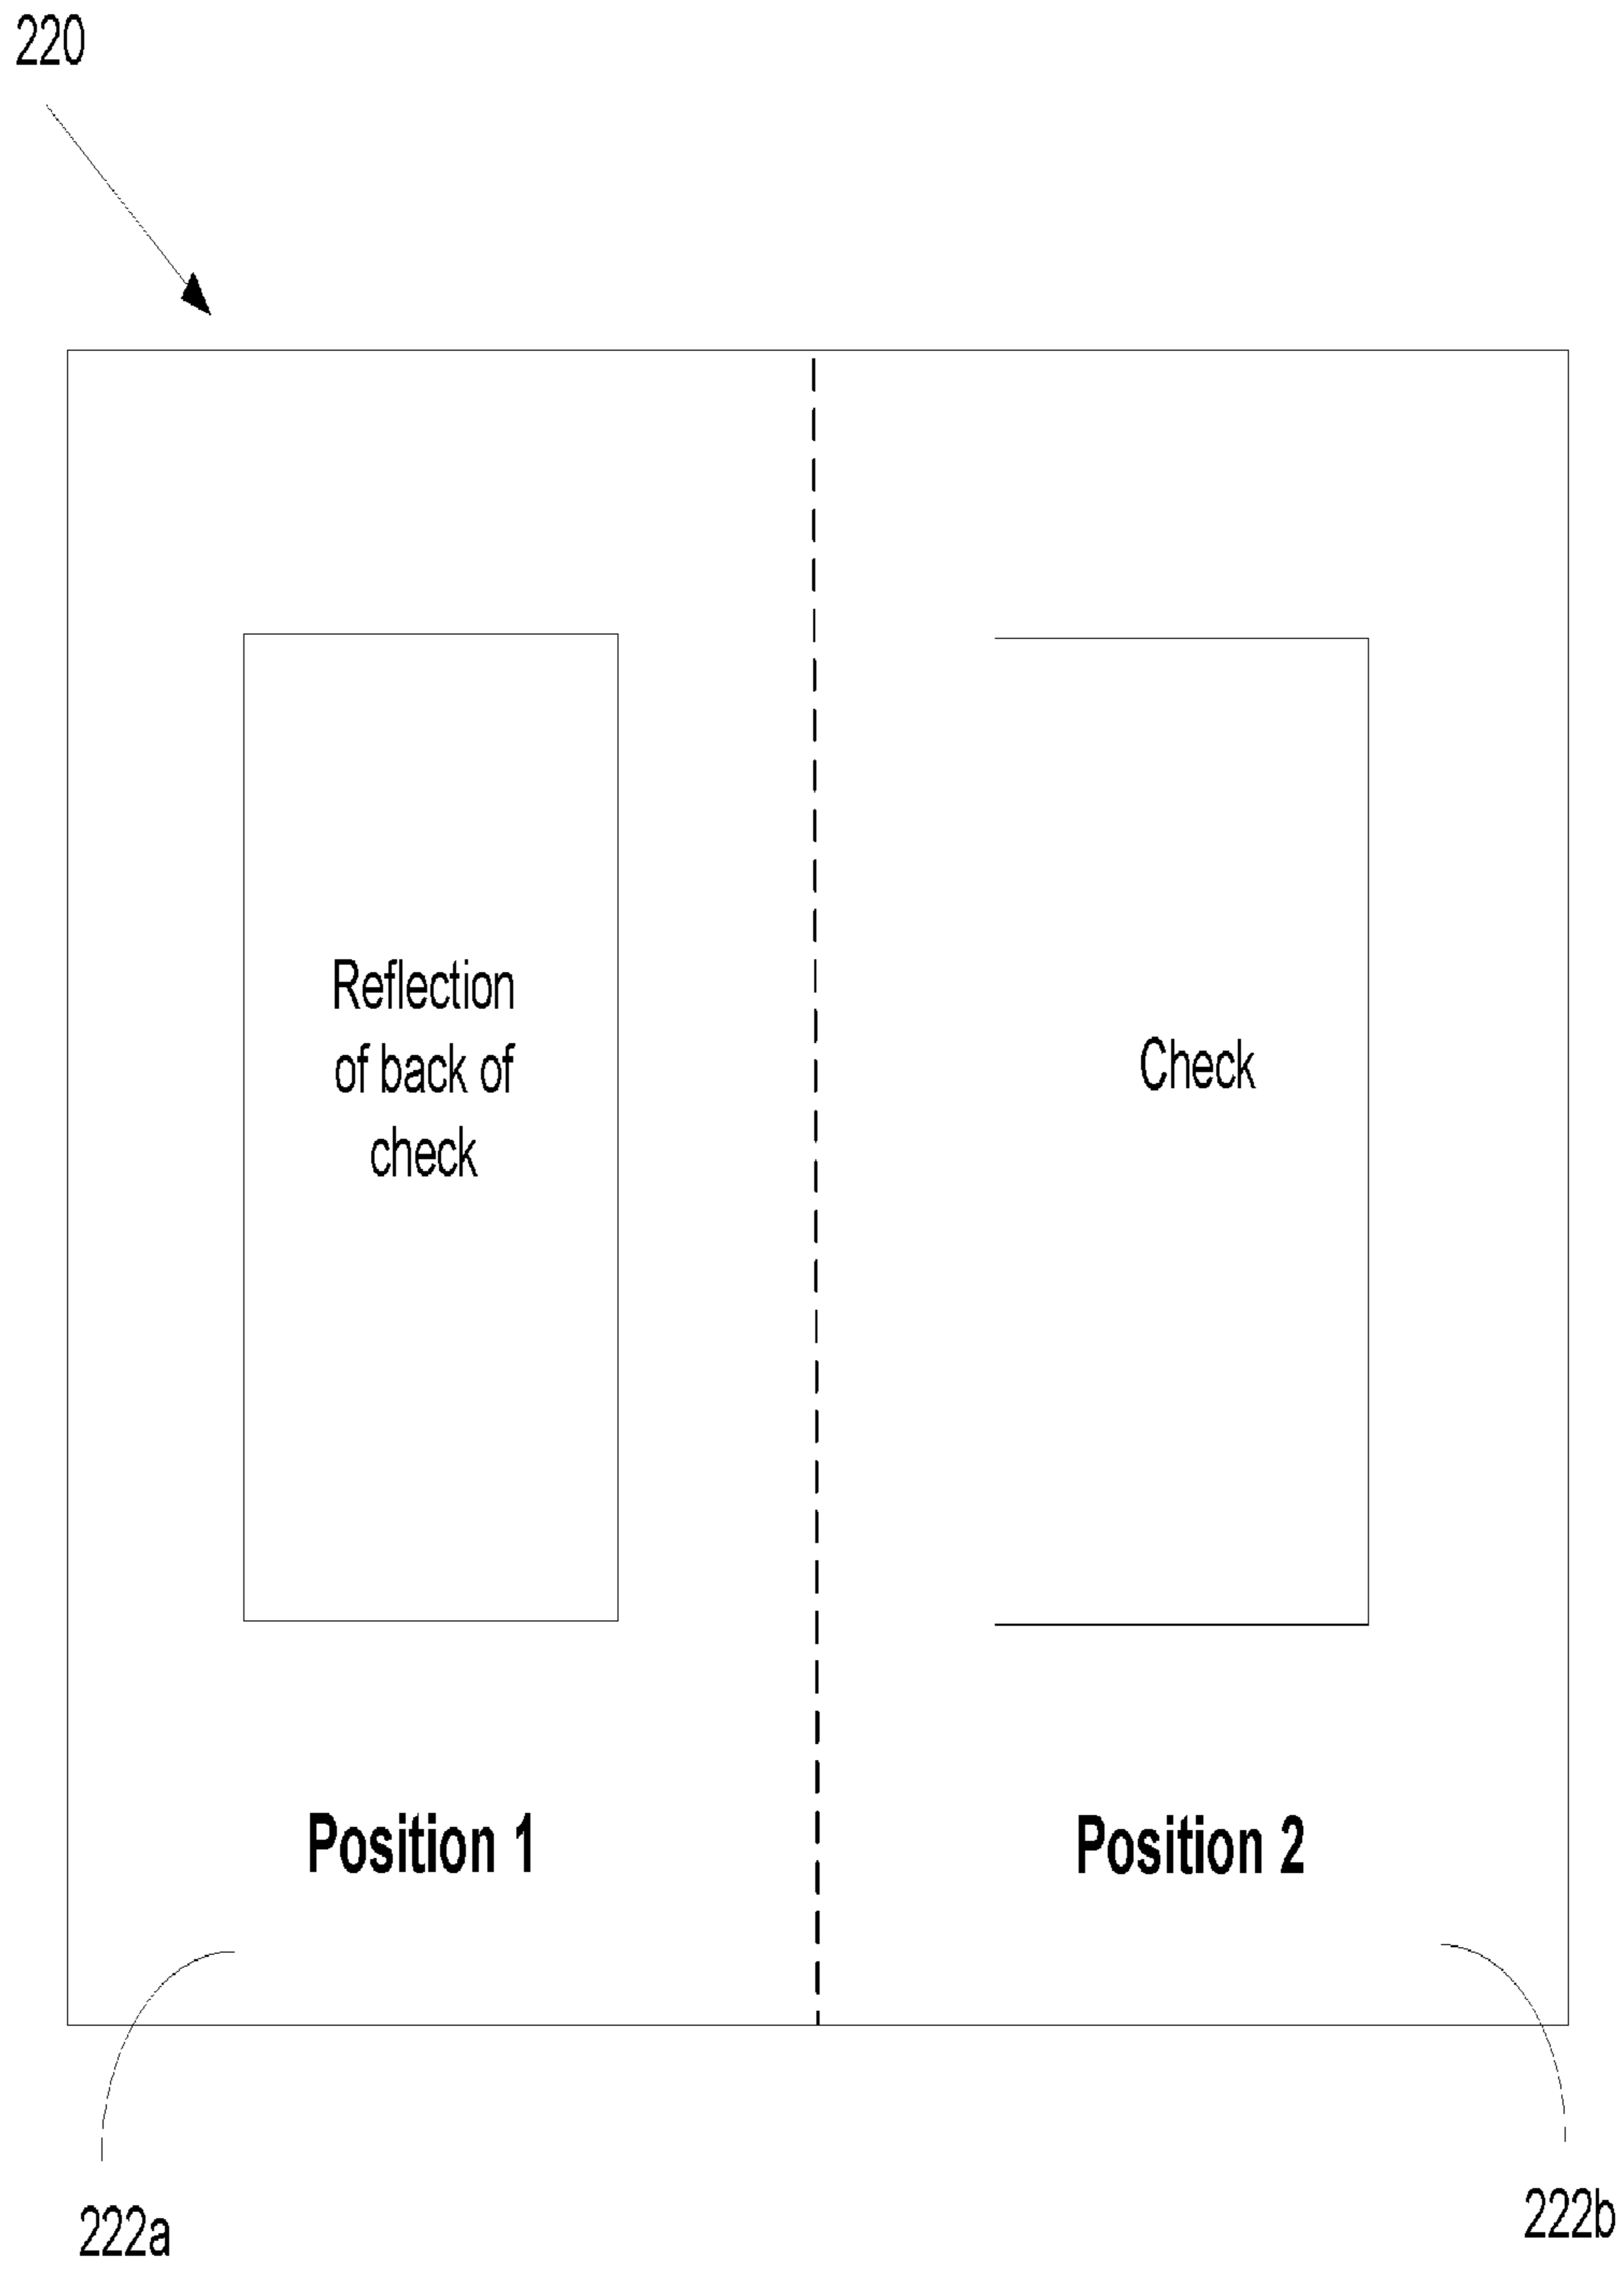 220
Reflection
of back of
check
Check
Position 1
Position 2
222a
222b